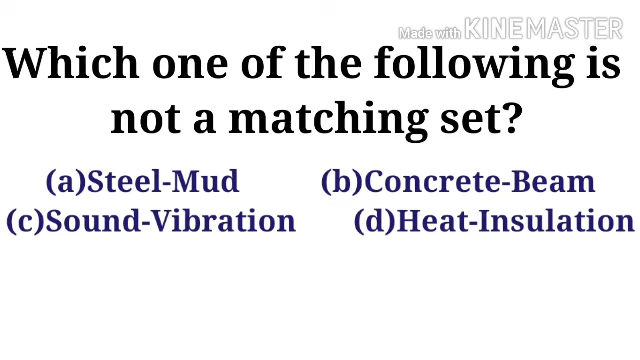 Made with KINEMASTER
Which one of the following is
not a matching set?
(a)Steel-Mud (b)Concrete-Beam
(c)Sound-Vibration (d)Heat-Insulation